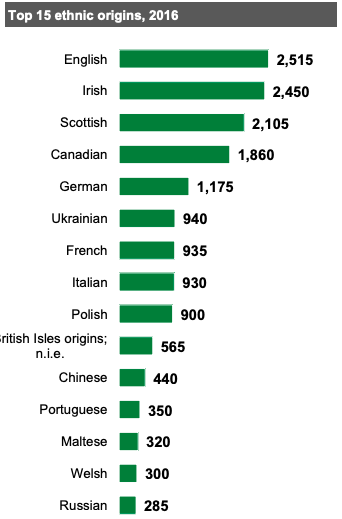 Top 15 ethnic origins, 2016
English 2,515
Irish 2,450
Scottish 2,105
Canadian 1,860
German 1,175
Ukrainian 940
French 935
Italian 930
Polish 900
ritish Isles origins;
n.i.e. 565
Chinese 440
Portuguese 350
Maltese 320
Welsh 300
Russian 285